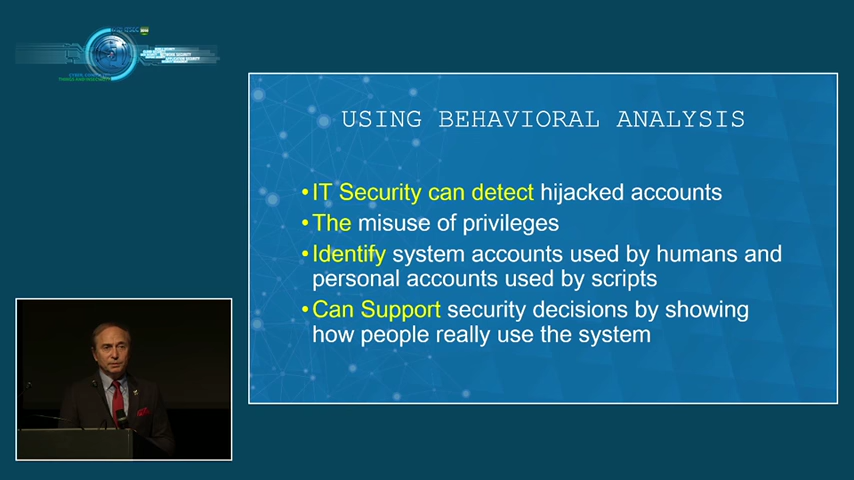 USING BEHAVIORAL ANALYSIS
•IT Security can detect hijacked accounts
•The misuse of privileges
•Identify system accounts used by humans and
personal accounts used by scripts
•Can Support security decisions by showing
how people really use the system